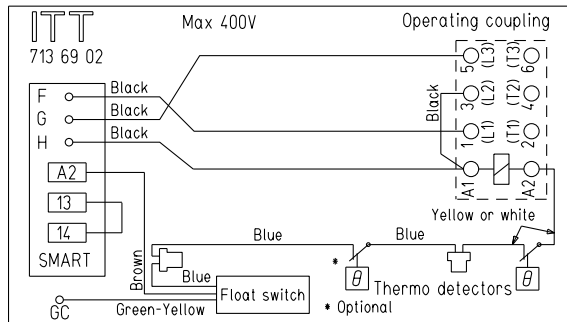 ITT
713 69 02
Max 400V
Operating coupling
F
G
H
Black
Black
Black
Black
5 (L3) (T3) 6
3 (L2) (T2) 4
1 (L1) (T1) 2
A1
A2
A2
13
14
SMART
Yellow or white
Brown
Blue
Blue
Blue
*
θ
θ
Float switch
Thermo detectors
* Optional
GC
Green-Yellow